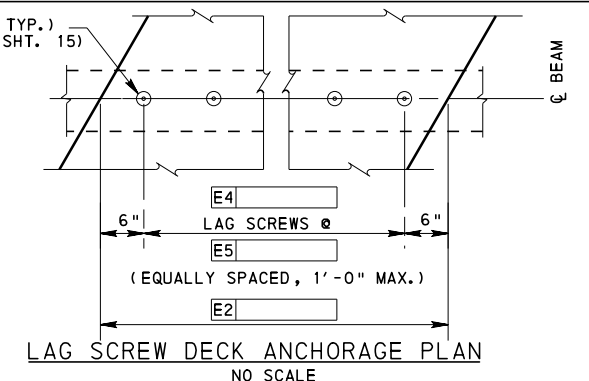 TYP.)
SHT. 15)
℄ BEAM
E4
6" LAG SCREWS @ 6"
E5
(EQUALLY SPACED, 1'-0" MAX.)
E2
LAG SCREW DECK ANCHORAGE PLAN
NO SCALE